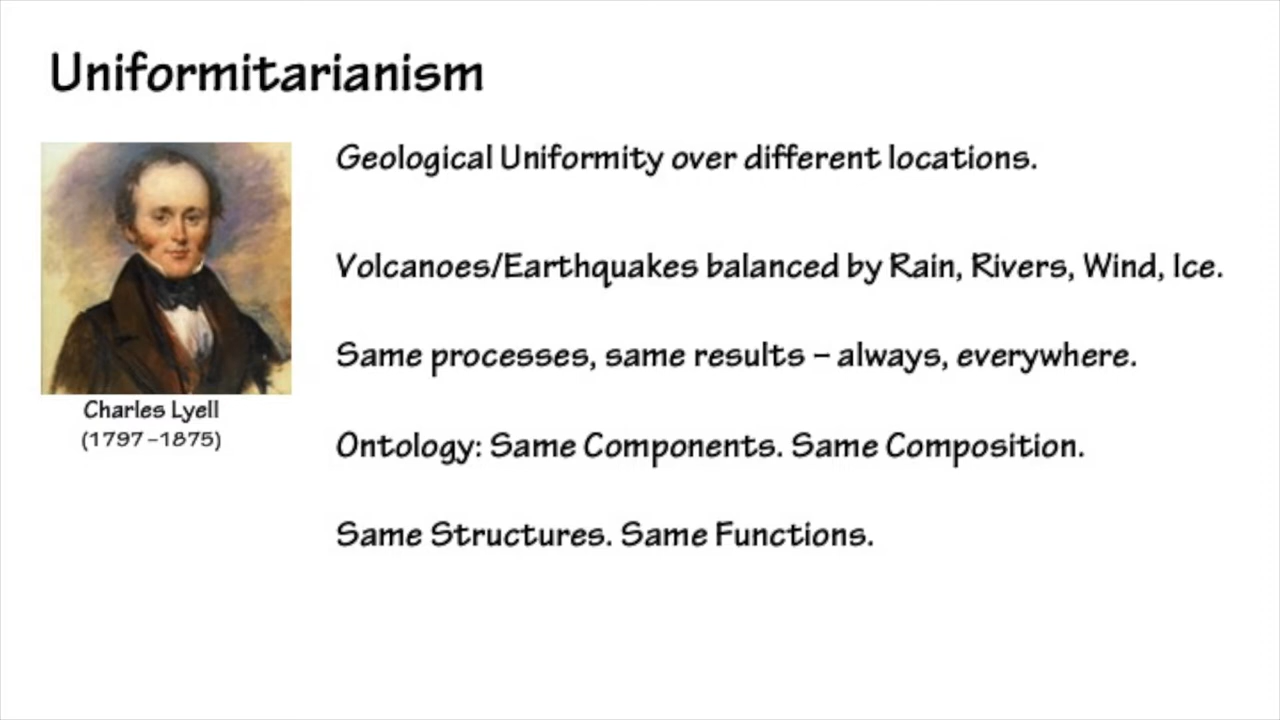 Uniformitarianism
Geological Uniformity over different locations.
Volcanoes/Earthquakes balanced by Rain, Rivers, Wind, Ice.
Same processes, same results – always, everywhere.
Charles Lyell
(1797 –1875)
Ontology: Same Components. Same Composition.
Same Structures. Same Functions.